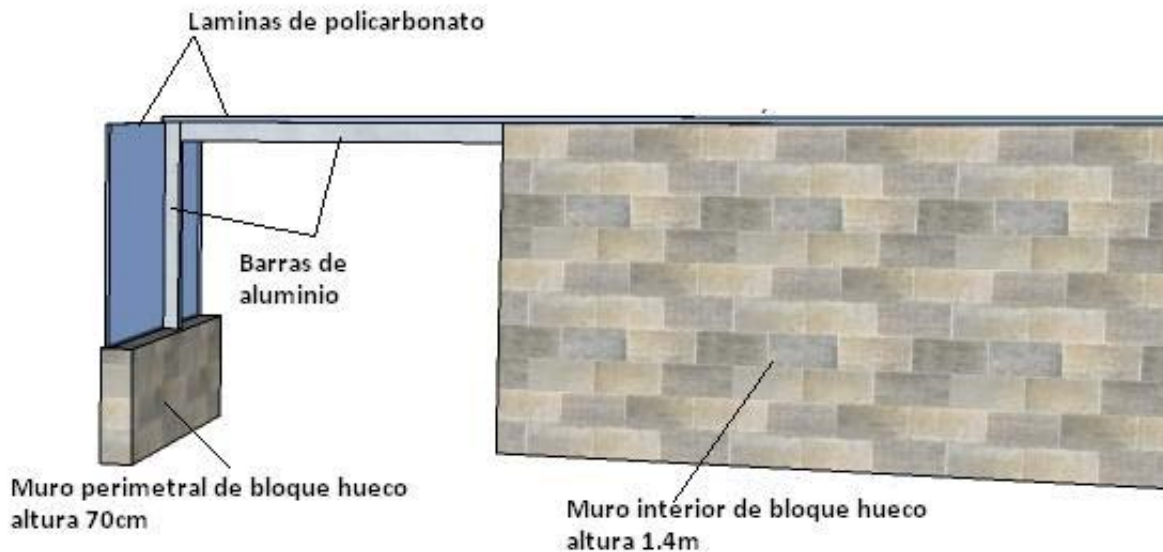 Laminas de policarbonato
Barras de
aluminio
Muro perimetral de bloque hueco
altura 70cm
Muro interior de bloque hueco
altura 1.4m